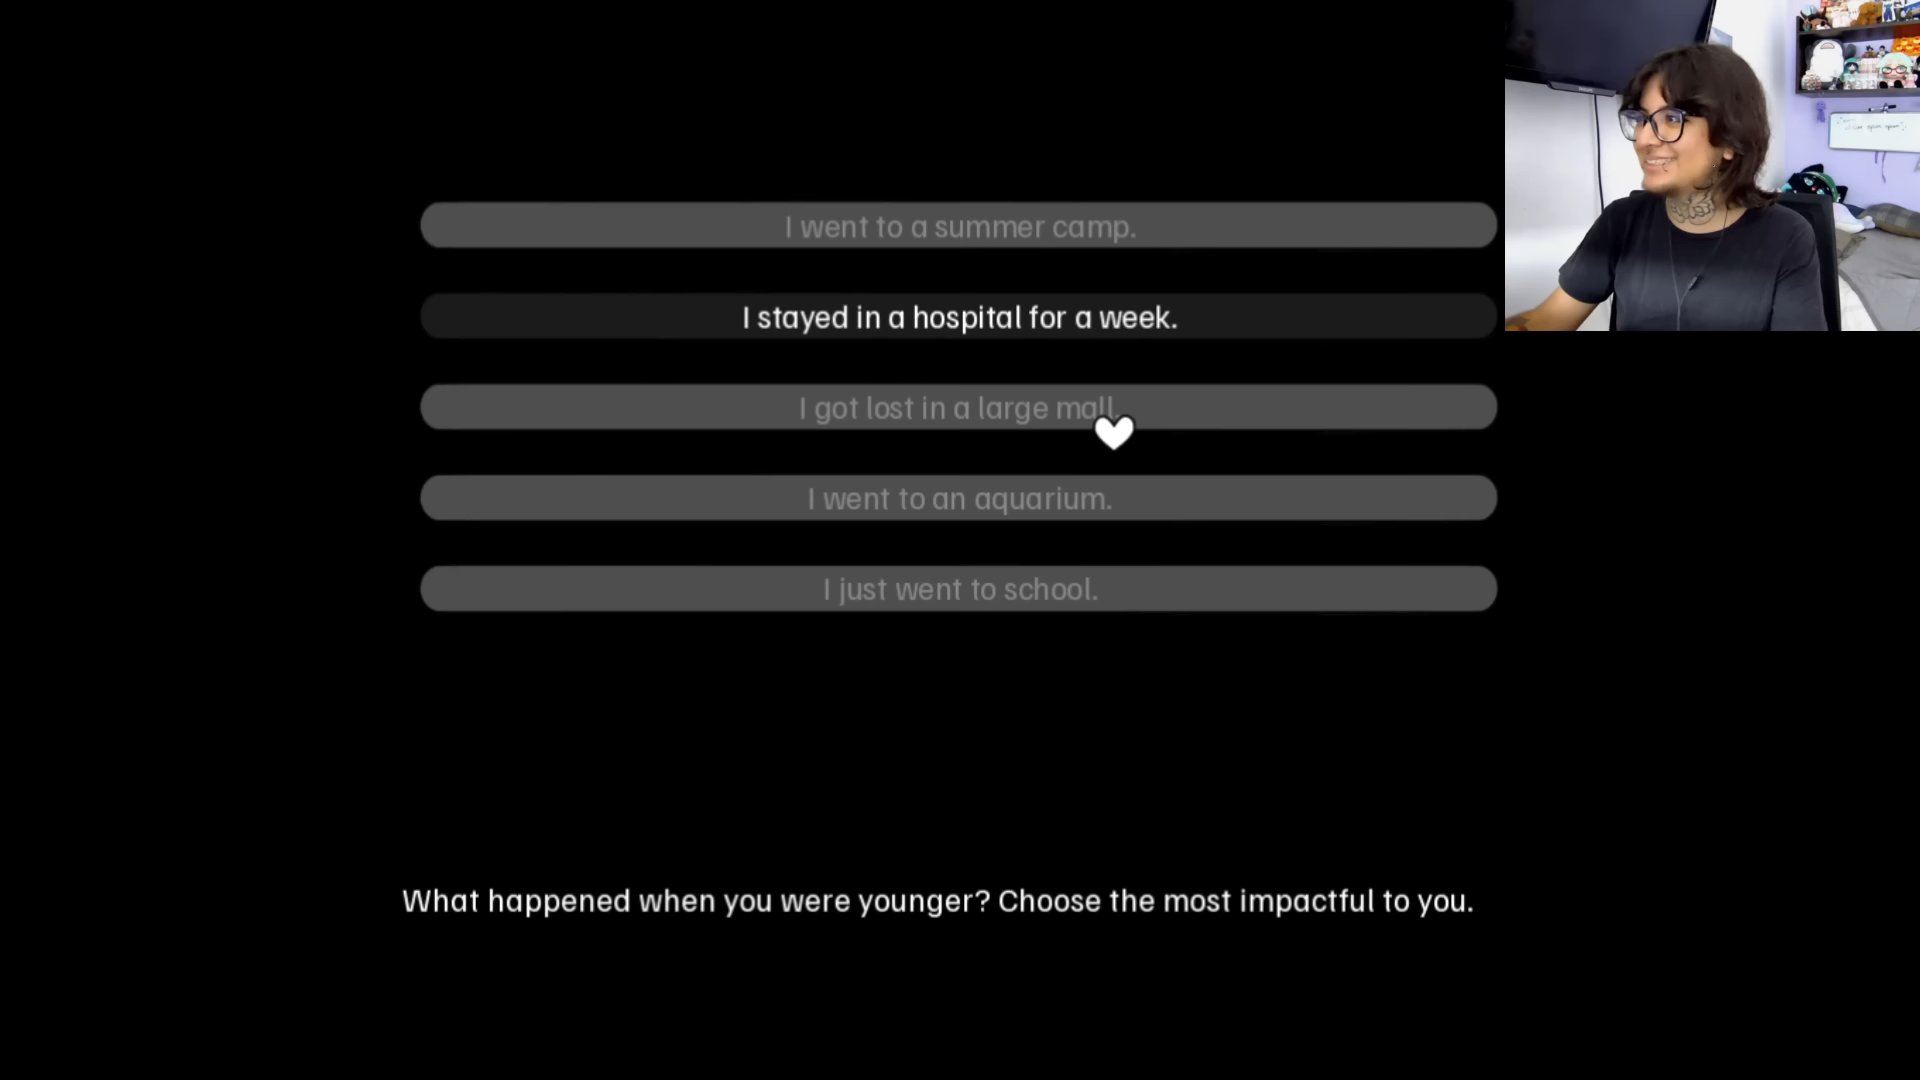 I went to a summer camp.
I stayed in a hospital for a week.
I got lost in a large mall.
I went to an aquarium.
I just went to school.
What happened when you were younger? Choose the most impactful to you.